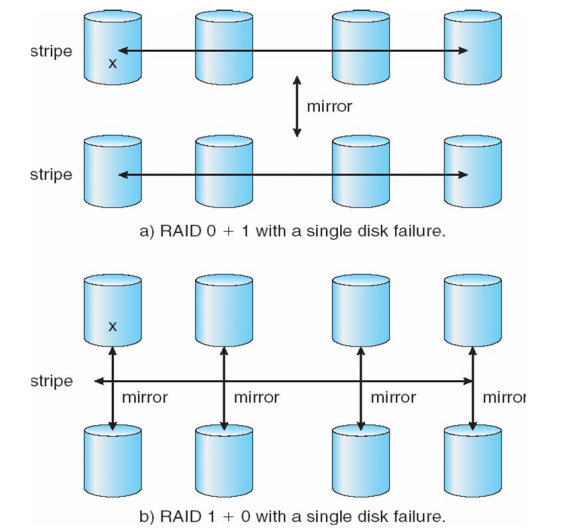 stripe
x
mirror
stripe
a) RAID 0 + 1 with a single disk failure.
x
stripe
mirror mirror mirror mirror
b) RAID 1 + 0 with a single disk failure.